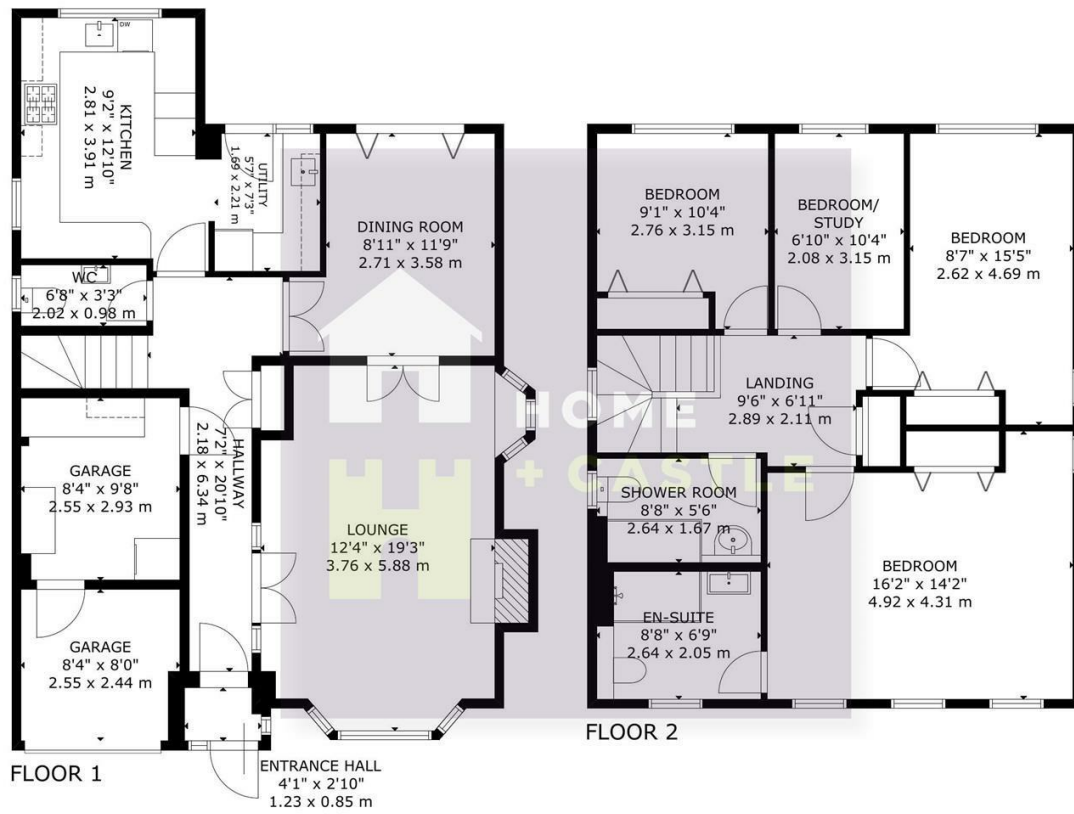 DW
KITCHEN
9'2" x 12'10"
2.81 x 3.91 m
UTILITY
5'7" x 7'3"
1.69 x 2.21 m
DINING ROOM
8'11" x 11'9"
2.71 x 3.58 m
WC
6'8" x 3'3"
2.02 x 0.98 m
HALLWAY
7'2" x 20'10"
2.18 x 6.34 m
GARAGE
8'4" x 9'8"
2.55 x 2.93 m
LOUNGE
12'4" x 19'3"
3.76 x 5.88 m
GARAGE
8'4" x 8'0"
2.55 x 2.44 m
FLOOR 1
ENTRANCE HALL
4'1" x 2'10"
1.23 x 0.85 m
BEDROOM
9'1" x 10'4"
2.76 x 3.15 m
BEDROOM/
STUDY
6'10" x 10'4"
2.08 x 3.15 m
BEDROOM
8'7" x 15'5"
2.62 x 4.69 m
LANDING
9'6" x 6'11"
2.89 x 2.11 m
SHOWER ROOM
8'8" x 5'6"
2.64 x 1.67 m
BEDROOM
16'2" x 14'2"
4.92 x 4.31 m
EN-SUITE
8'8" x 6'9"
2.64 x 2.05 m
FLOOR 2
HOME
+ CASTLE